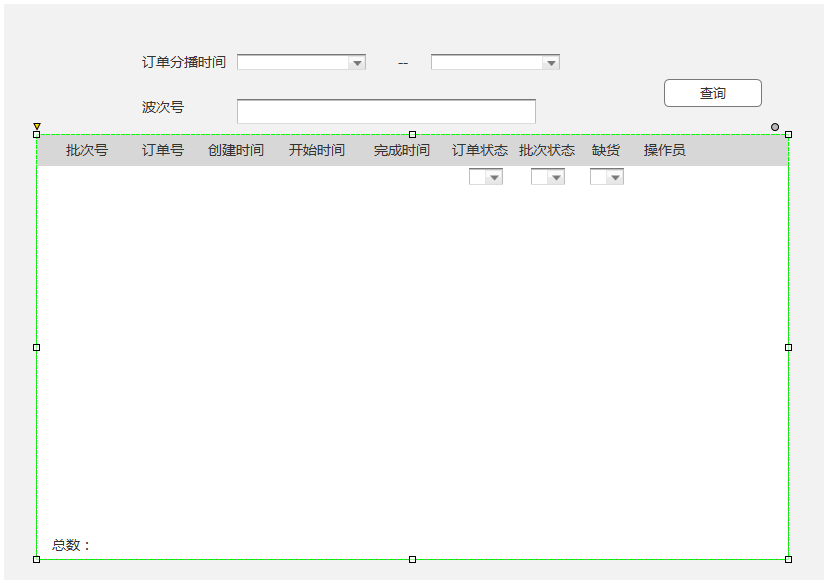 订单分播时间 --
查询
波次号
批次号 订单号 创建时间 开始时间 完成时间 订单状态 批次状态 缺货 操作员
总数：